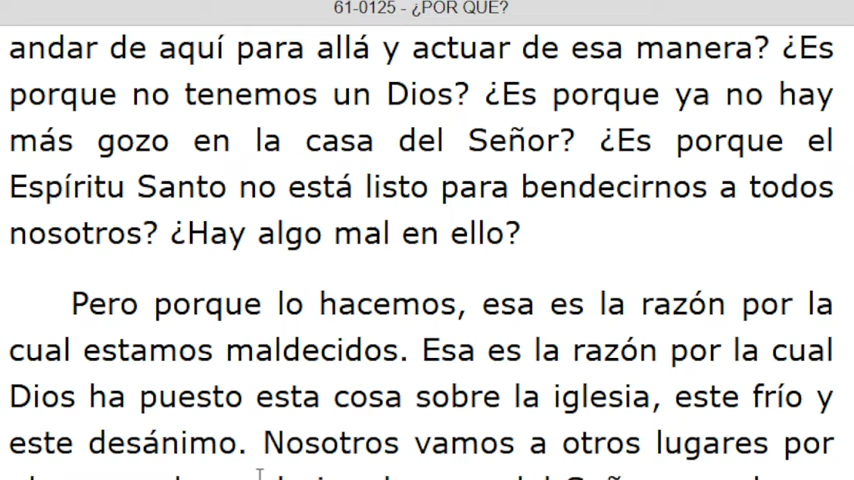 61-0125 - ¿POR QUE?
andar de aquí para allá y actuar de esa manera? ¿Es
porque no tenemos un Dios? ¿Es porque ya no hay
más gozo en la casa del Señor? ¿Es porque el
Espíritu Santo no está listo para bendecirnos a todos
nosotros? ¿Hay algo mal en ello?
Pero porque lo hacemos, esa es la razón por la
cual estamos maldecidos. Esa es la razón por la cual
Dios ha puesto esta cosa sobre la iglesia, este frío y
este desánimo. Nosotros vamos a otros lugares por